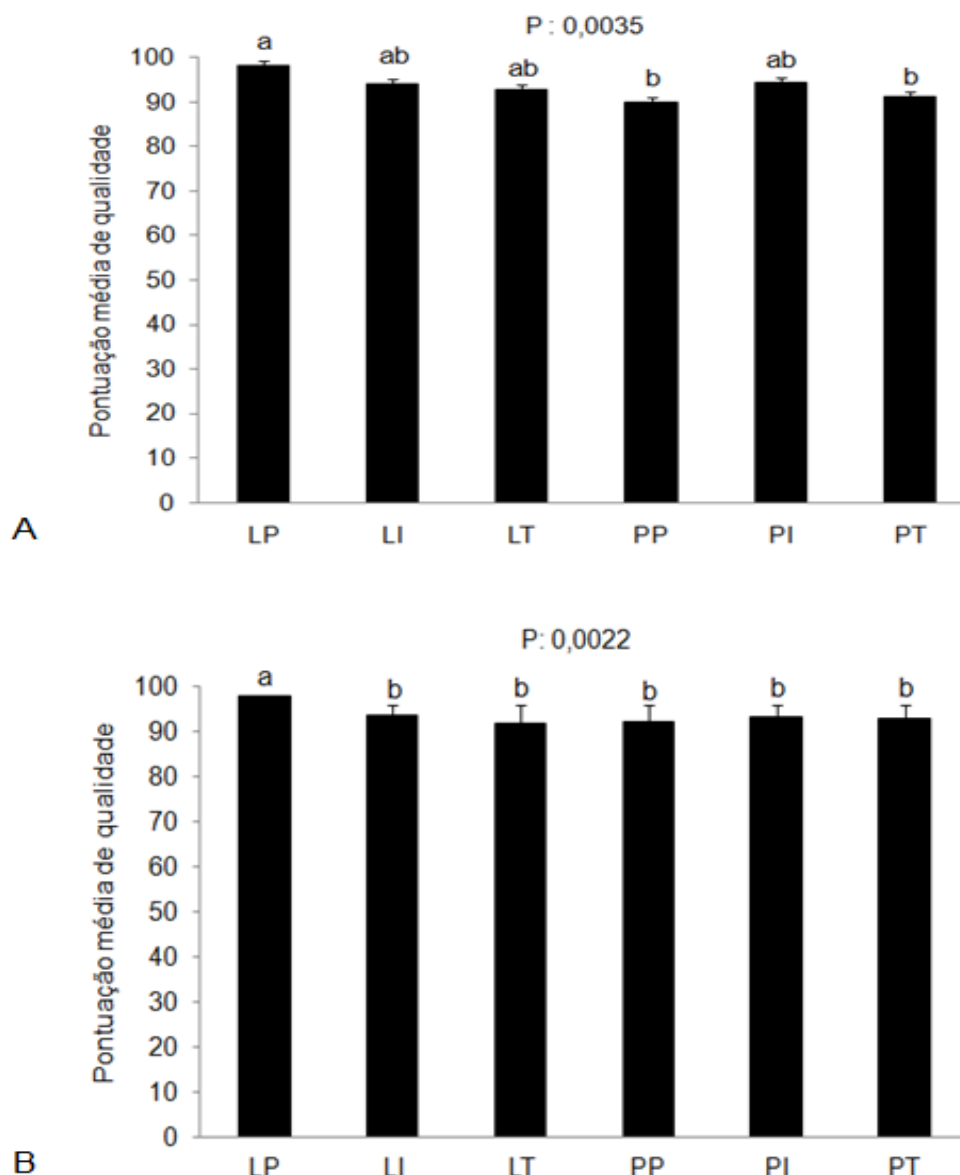 P : 0,0035
a ab ab b ab b
Pontuação média de qualidade
100
90
80
70
60
50
40
30
20
10
0
LP LI LT PP PI PT
A
P: 0,0022
a b b b b b
Pontuação média de qualidade
100
90
80
70
60
50
40
30
20
10
0
LP LI LT PP PI PT
B